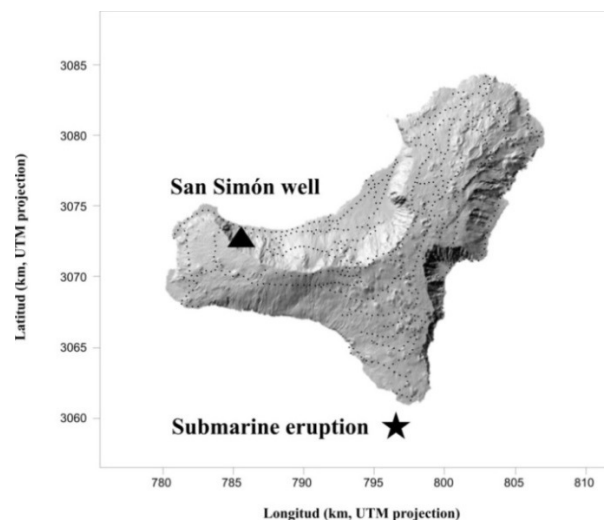 3085
3080
San Simón well
3075
3070
3065
Submarine eruption
3060
Latitud (km, UTM projection)
780 785 790 795 800 805 810
Longitud (km, UTM projection)